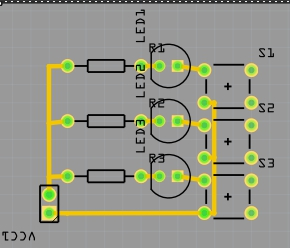 LED1
R1
S1
LED2
R2
S2
LED3
R3
S3
VCC1